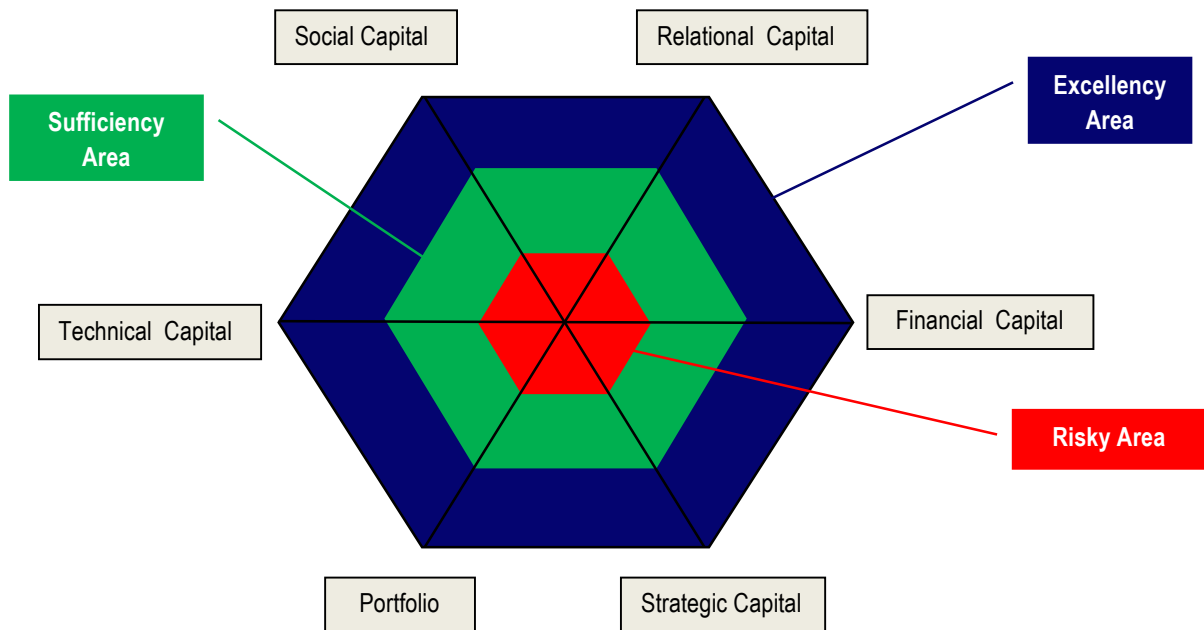 Social Capital
Relational Capital
Sufficiency
Area
Excellency
Area
Technical Capital
Financial Capital
Risky Area
Portfolio
Strategic Capital